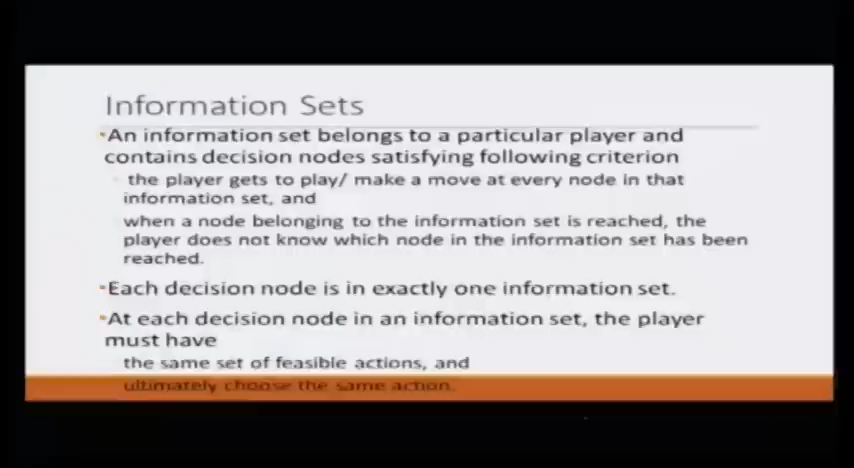 Information Sets
▪An information set belongs to a particular player and
contains decision nodes satisfying following criterion
▫ the player gets to play/ make a move at every node in that
information set, and
when a node belonging to the information set is reached, the
player does not know which node in the information set has been
reached.
▪Each decision node is in exactly one information set.
▪At each decision node in an information set, the player
must have
the same set of feasible actions, and
ultimately choose the same action.